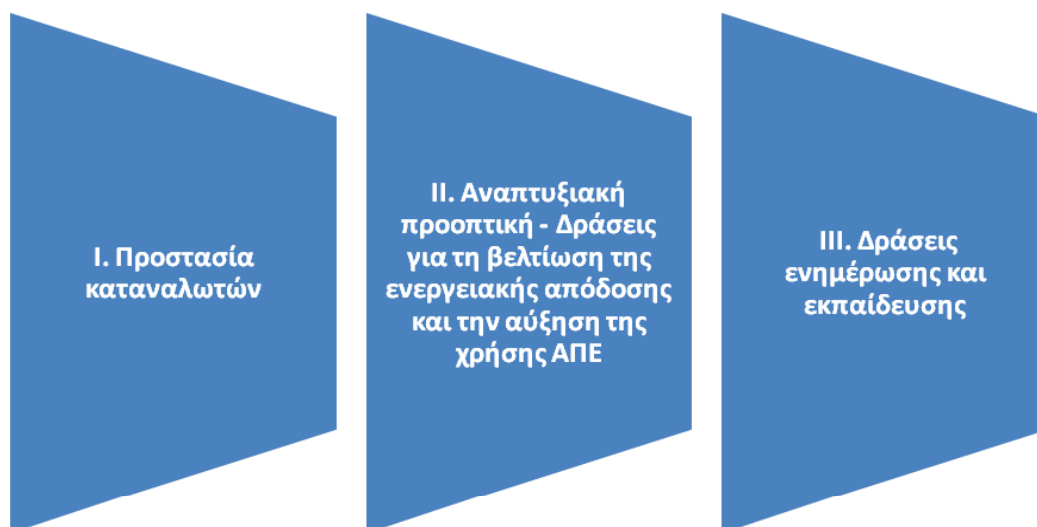 I. Προστασία
καταναλωτών
II. Αναπτυξιακή
προοπτική - Δράσεις
για τη βελτίωση της
ενεργειακής απόδοσης
και την αύξηση της
χρήσης ΑΠΕ
III. Δράσεις
ενημέρωσης και
εκπαίδευσης